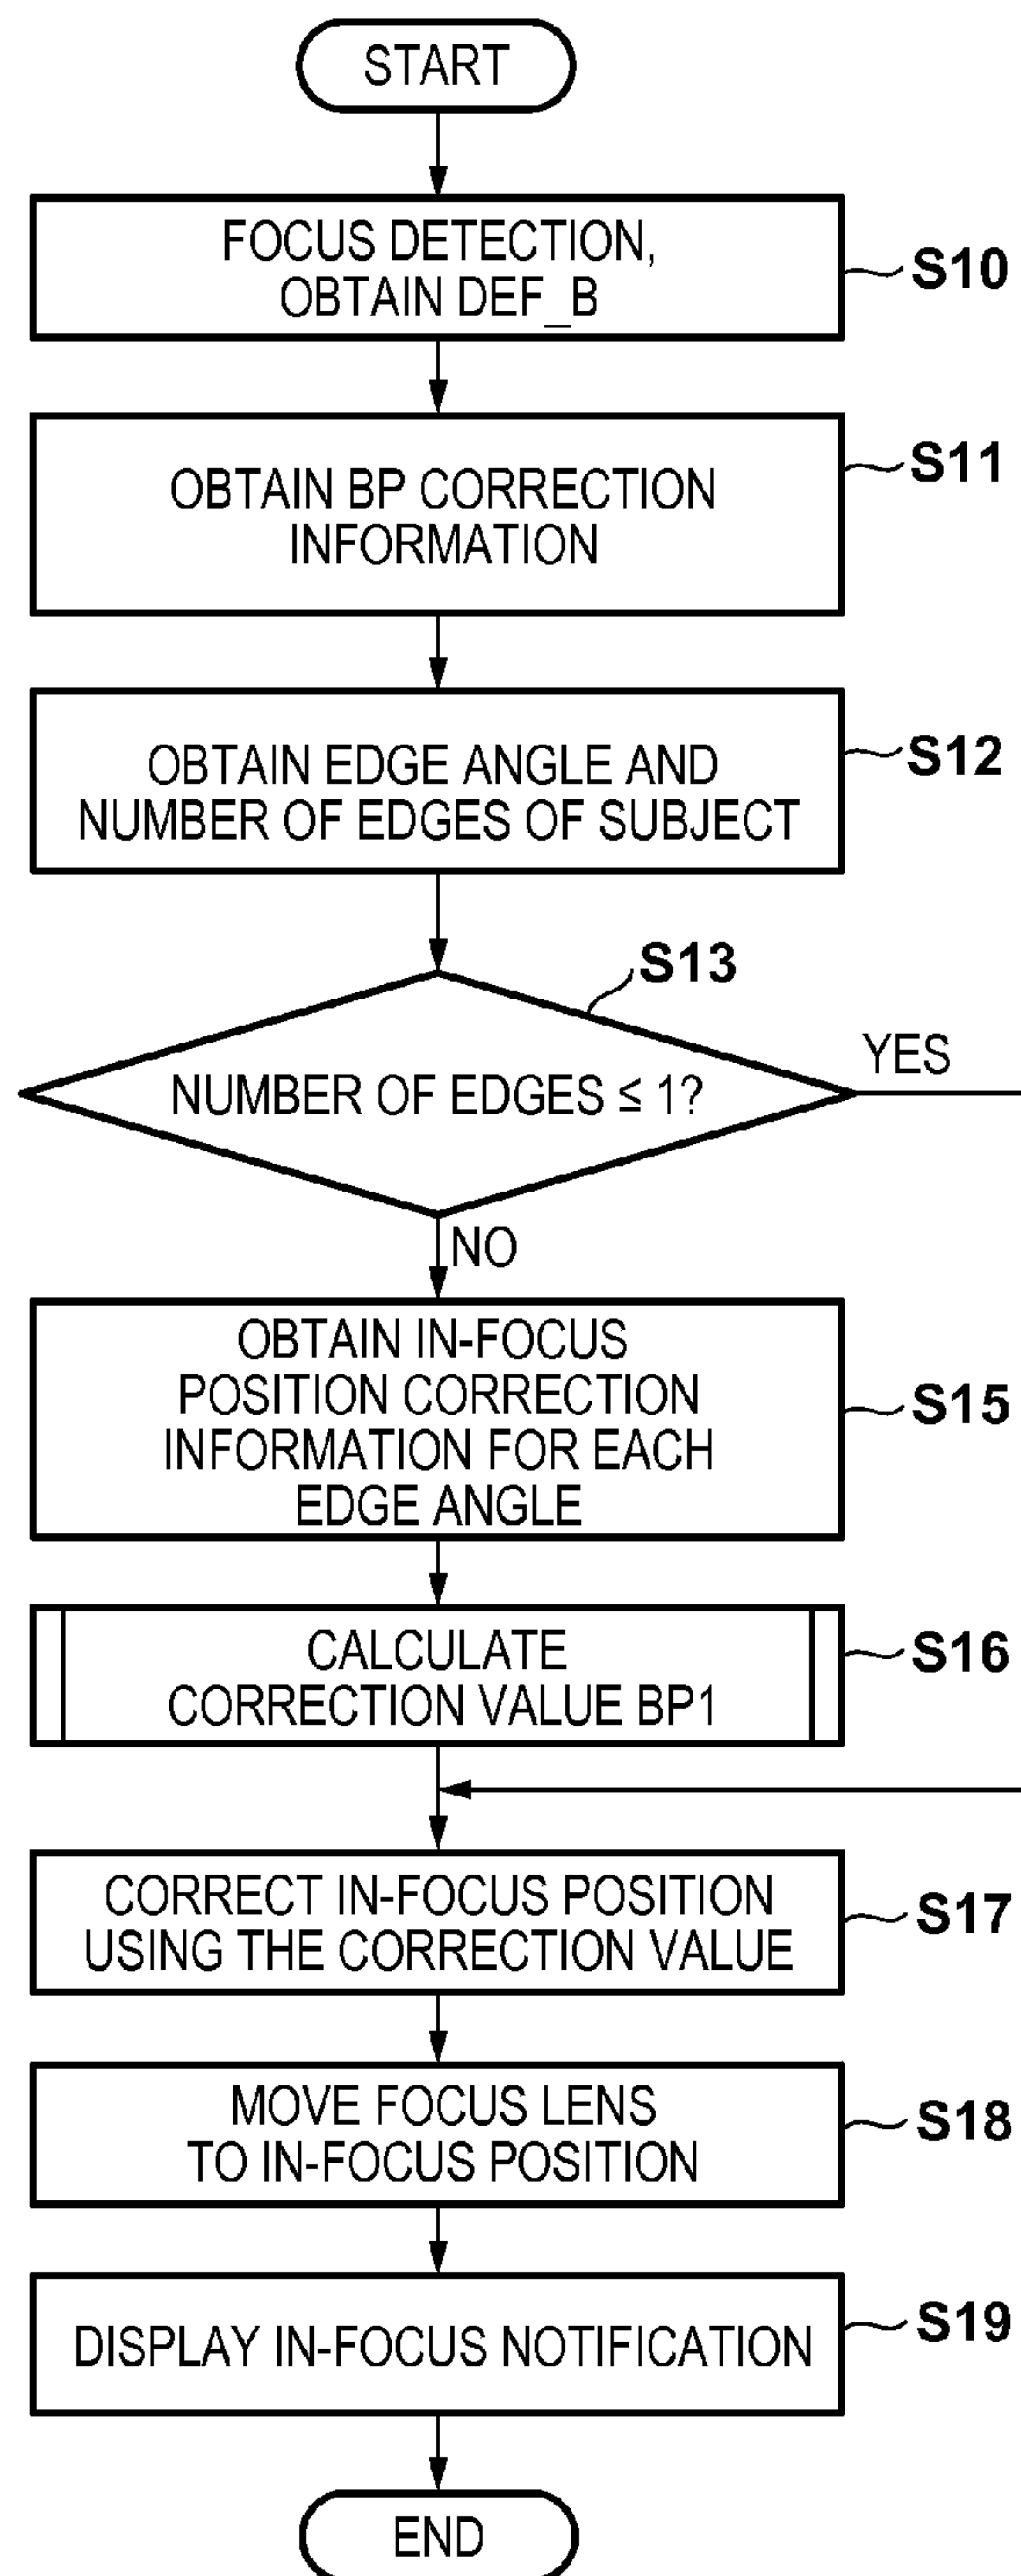 START
FOCUS DETECTION,
OBTAIN DEF_B
S10
OBTAIN BP CORRECTION
INFORMATION
S11
OBTAIN EDGE ANGLE AND
NUMBER OF EDGES OF SUBJECT
S12
S13
NUMBER OF EDGES ≤ 1?
YES
NO
OBTAIN IN-FOCUS
POSITION CORRECTION
INFORMATION FOR EACH
EDGE ANGLE
S15
CALCULATE
CORRECTION VALUE BP1
S16
CORRECT IN-FOCUS POSITION
USING THE CORRECTION VALUE
S17
MOVE FOCUS LENS
TO IN-FOCUS POSITION
S18
DISPLAY IN-FOCUS NOTIFICATION
S19
END